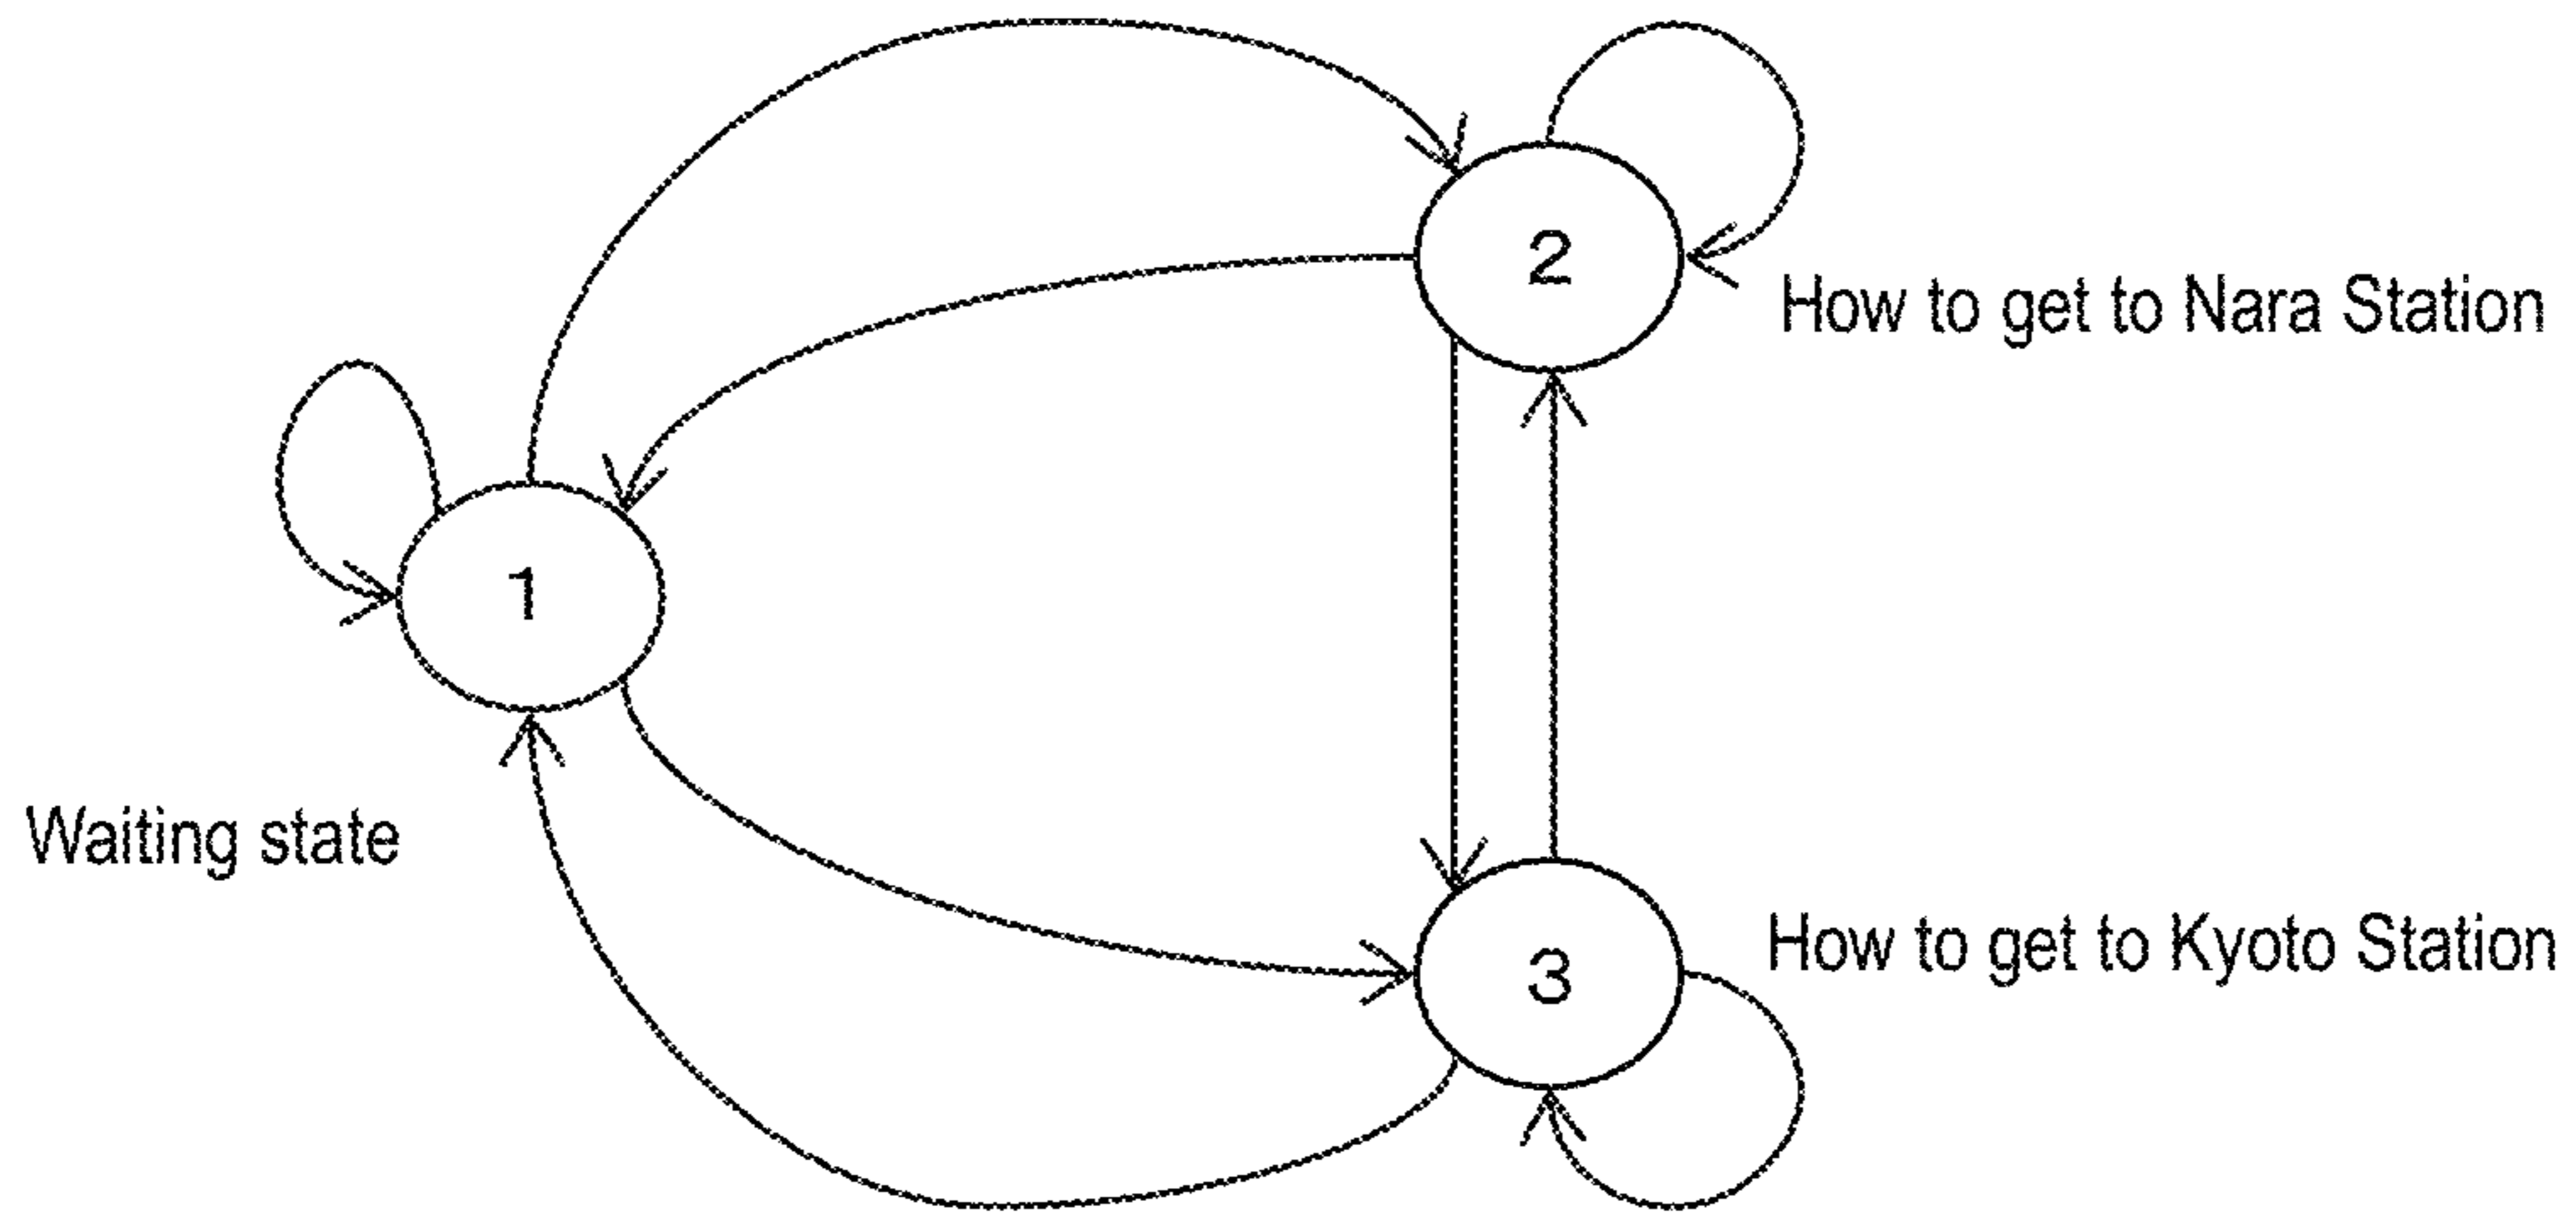 2
How to get to Nara Station
1
Waiting state
3
How to get to Kyoto Station